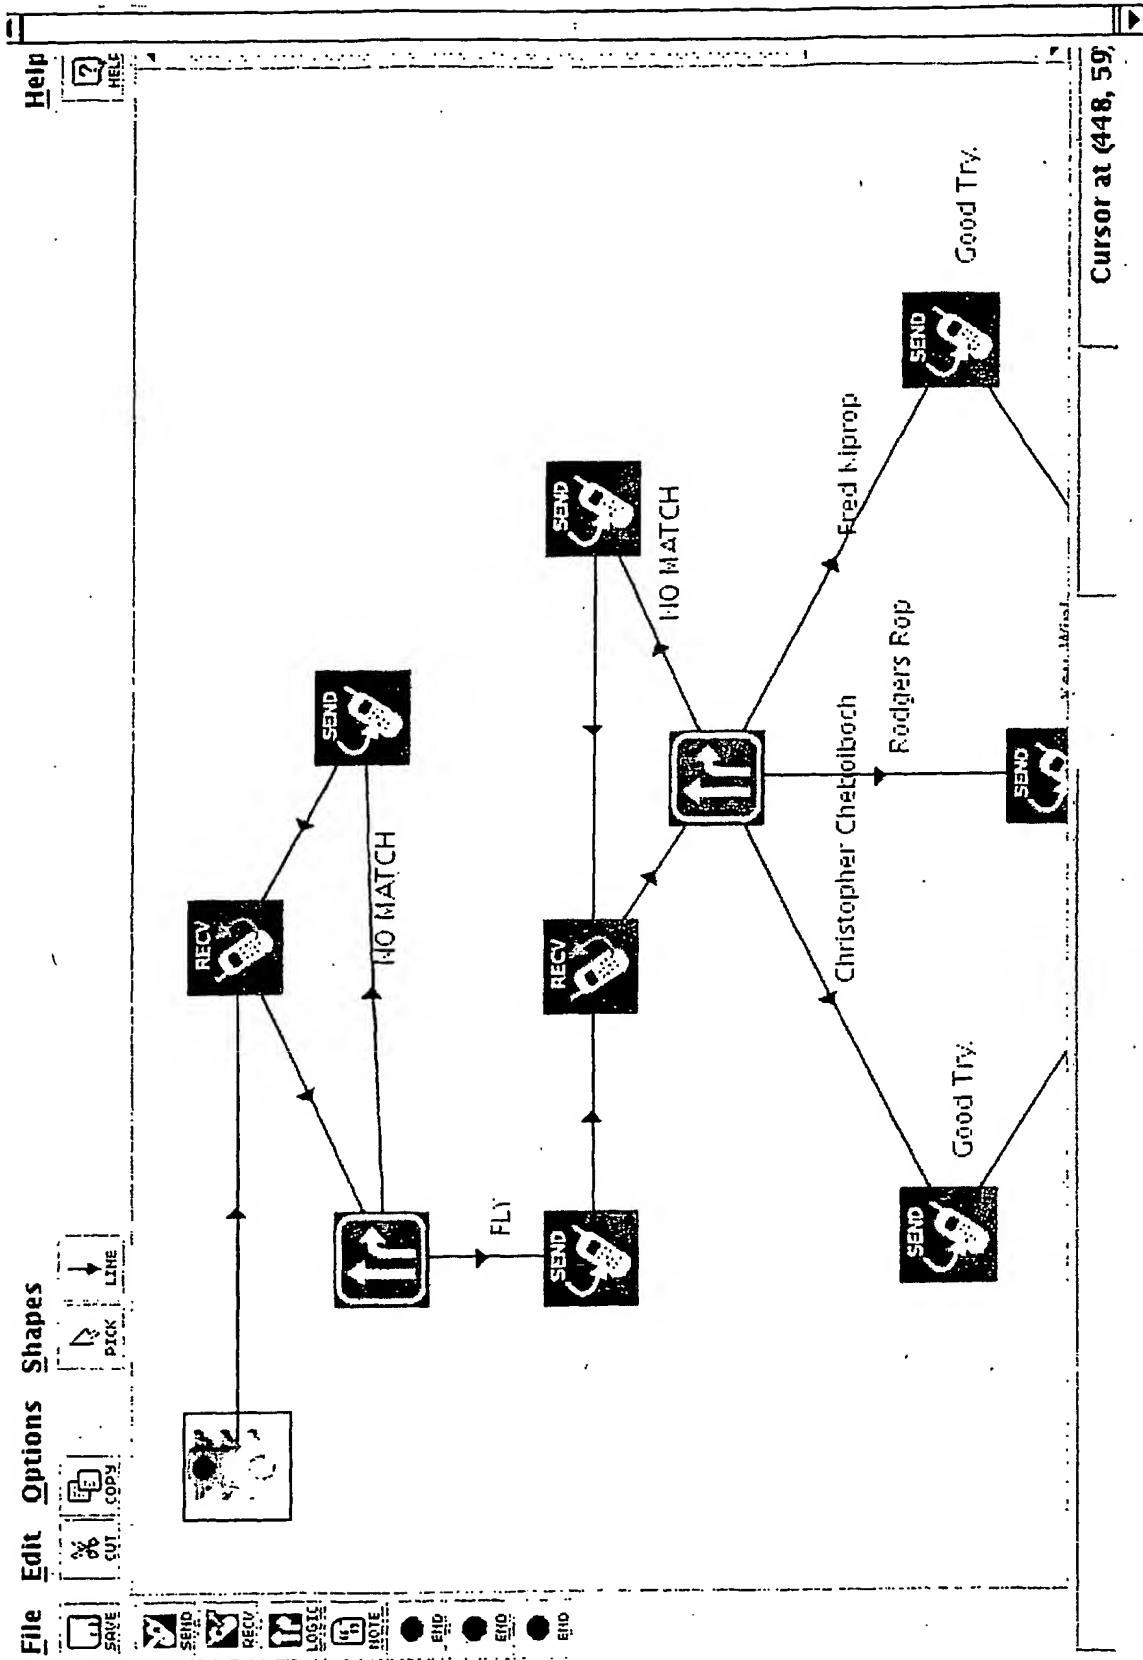 File Edit Options Shapes Help
SAVE CUT COPY PICK LINE HELP
SEND
RECV
LOGIC
NOTE
END
END
END
RECV
SEND
NO MATCH
FLY
SEND
RECV
SEND
NO MATCH
Christopher Cheboiboch
Rodgers Rop
Fred Kiprop
SEND
Good Try.
SEND
SEND
Good Try.
Cursor at (448, 59)